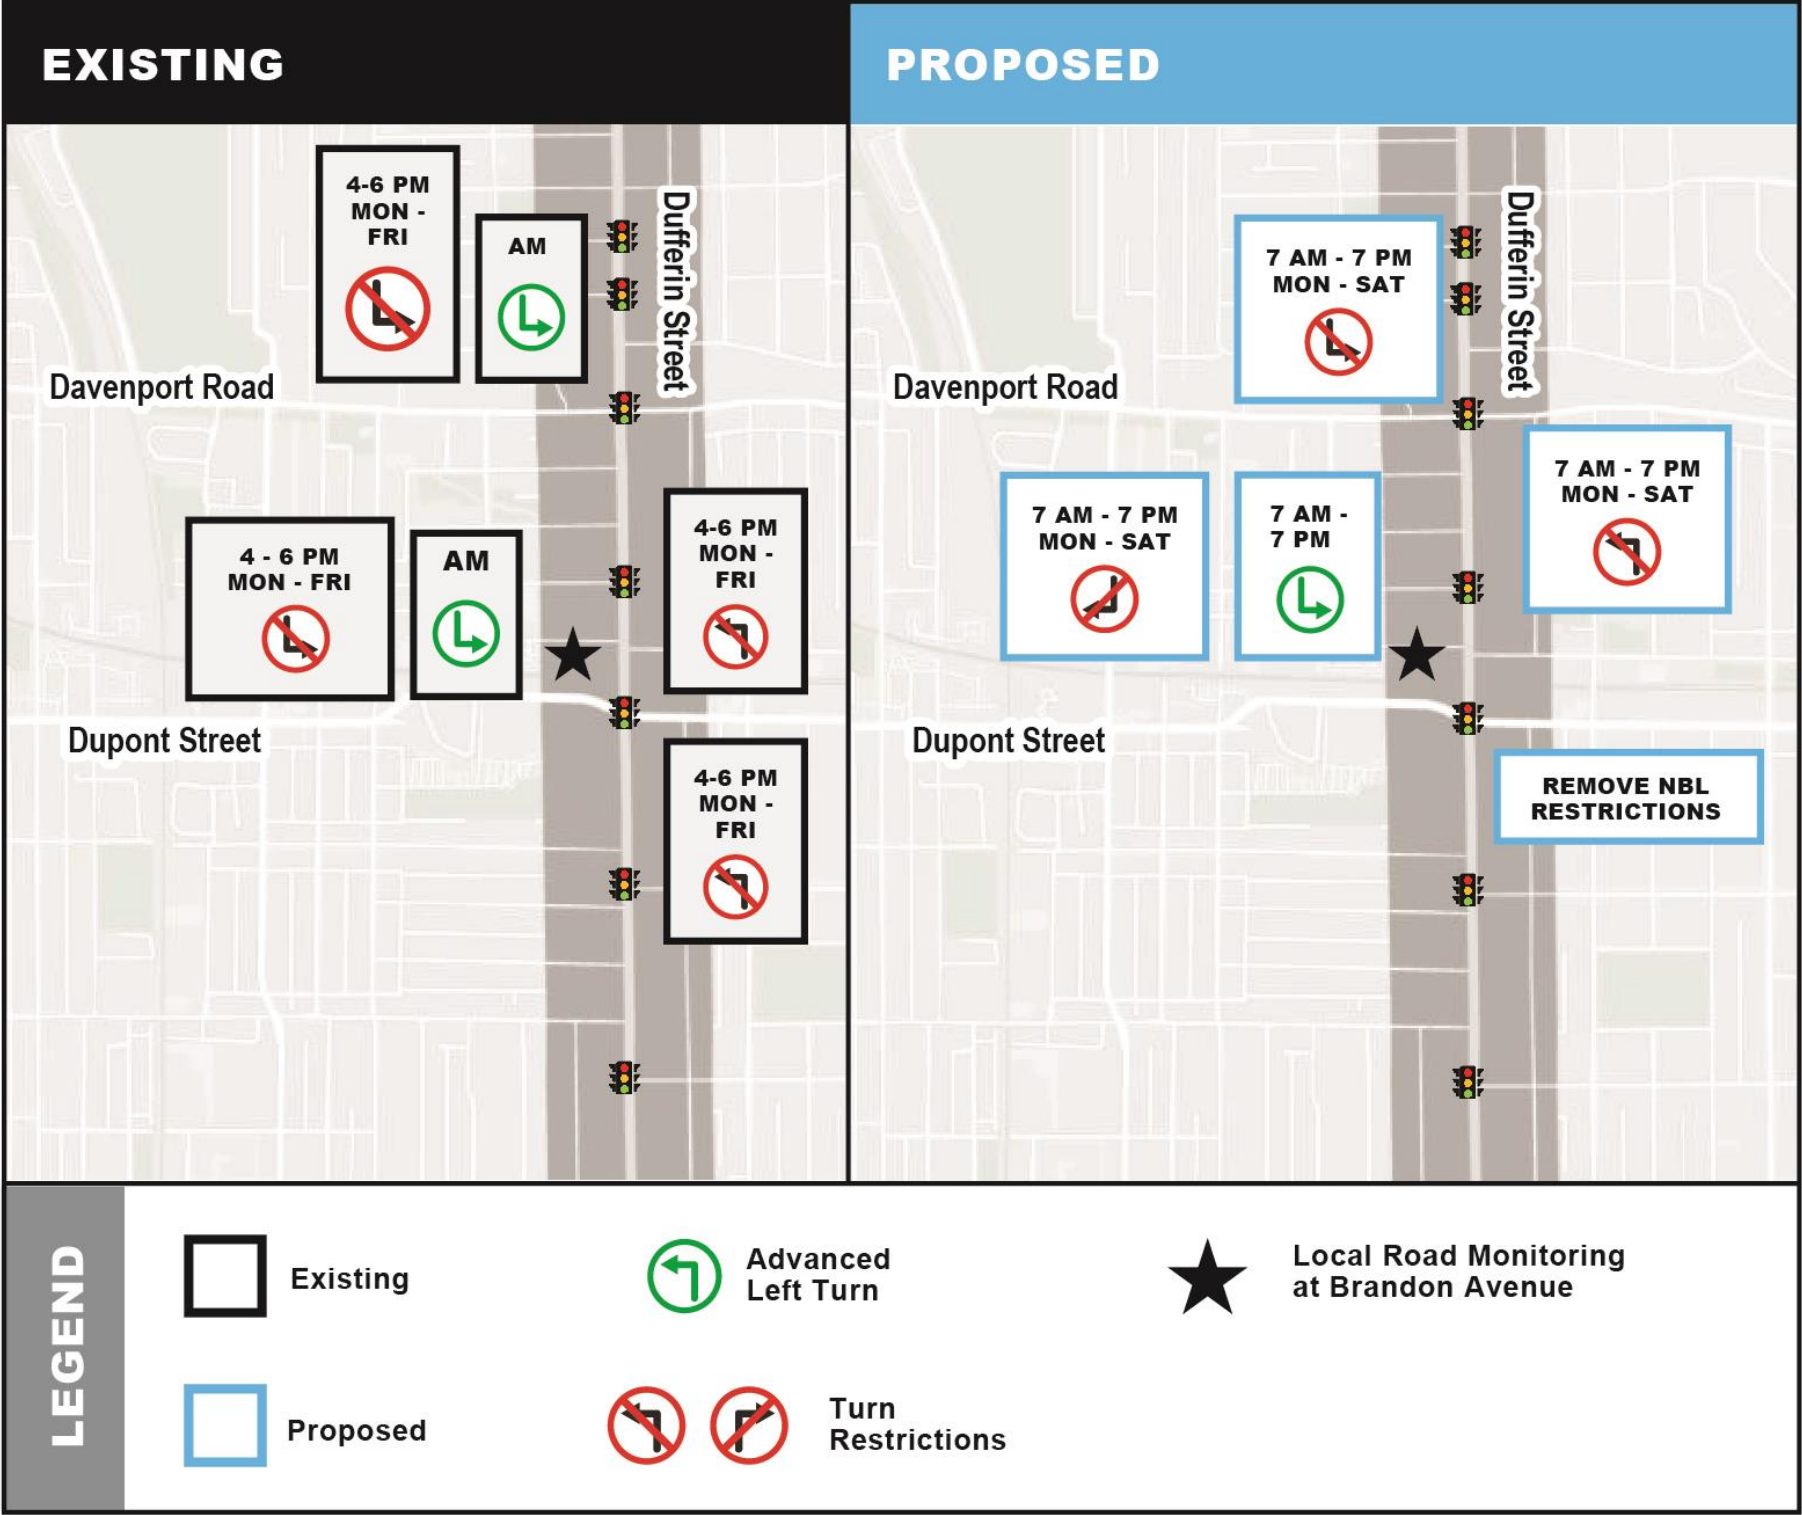 EXISTING
4-6 PM
MON -
FRI
AM
Dufferin Street
Davenport Road
4 - 6 PM
MON - FRI
AM
4-6 PM
MON -
FRI
Dupont Street
4-6 PM
MON -
FRI
PROPOSED
7 AM - 7 PM
MON - SAT
Dufferin Street
Davenport Road
7 AM - 7 PM
MON - SAT
7 AM -
7 PM
7 AM - 7 PM
MON - SAT
Dupont Street
REMOVE NBL
RESTRICTIONS
LEGEND
Existing
Advanced
Left Turn
Local Road Monitoring
at Brandon Avenue
Proposed
Turn
Restrictions